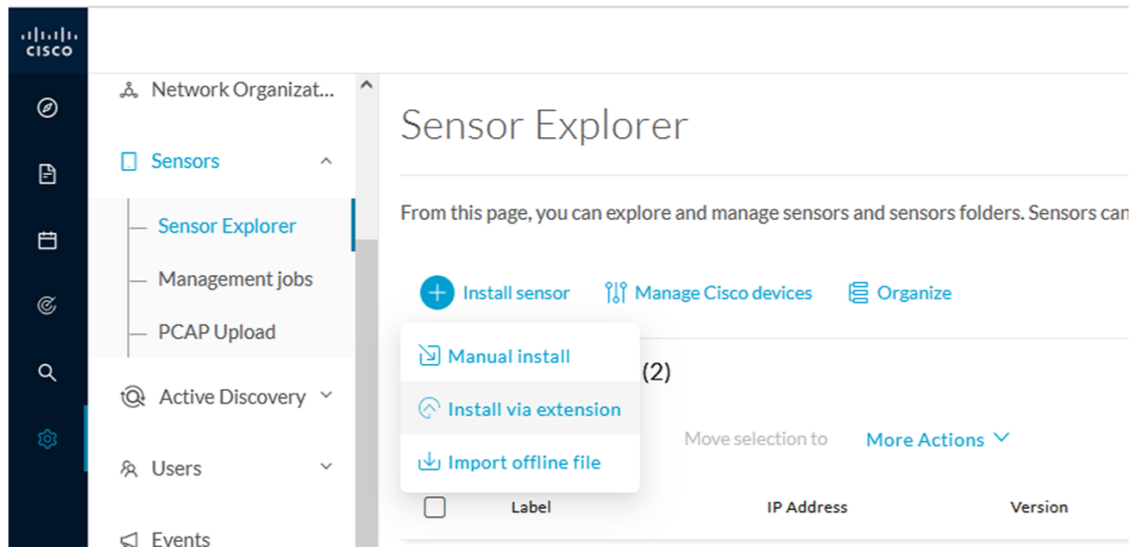 CISCO
Network Organizat...
Sensors
Sensor Explorer
Management jobs
PCAP Upload
Active Discovery
Users
Events
Sensor Explorer
From this page, you can explore and manage sensors and sensors folders. Sensors can
Install sensor Manage Cisco devices Organize
Manual install
Install via extension
Import offline file
(2)
Move selection to More Actions
Label IP Address Version